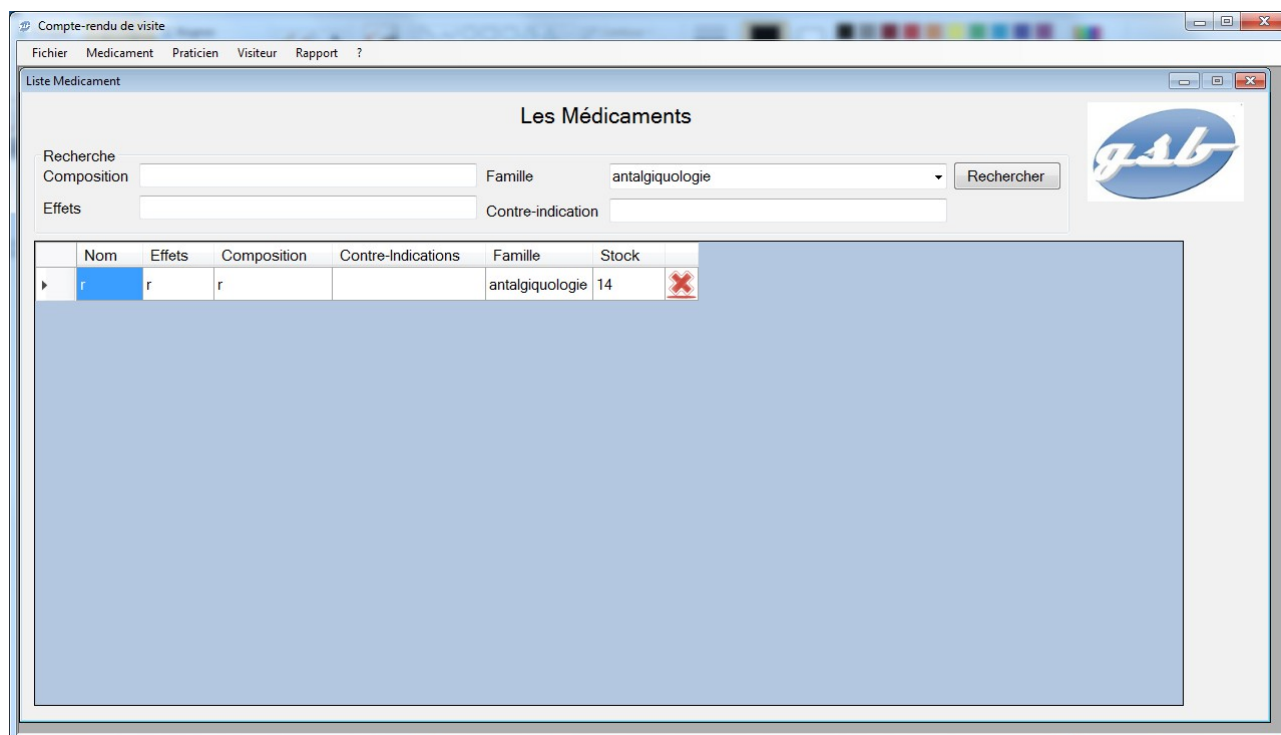 Compte-rendu de visite
Fichier Medicament Praticien Visiteur Rapport ?
Liste Medicament
Les Médicaments
gsb
Recherche
Composition Famille antalgiquologie Rechercher
Effets Contre-indication
Nom Effets Composition Contre-Indications Famille Stock
r r r antalgiquologie 14